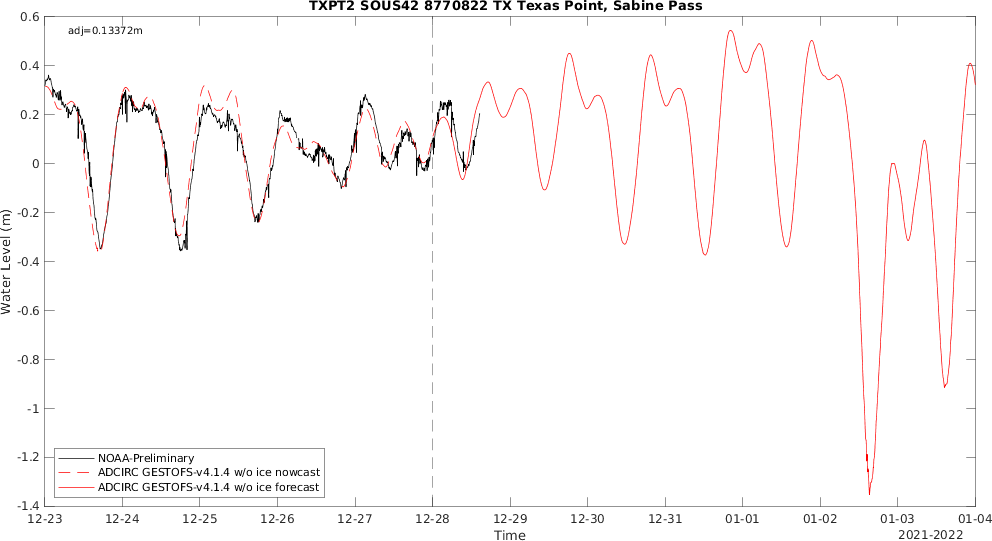 TXPT2 SOUS42 8770822 TX Texas Point, Sabine Pass
adj=0.13372m
0.6
0.4
0.2
0
-0.2
-0.4
-0.6
-0.8
-1
-1.2
-1.4
Water Level (m)
NOAA-Preliminary
ADCIRC GESTOFS-v4.1.4 w/o ice nowcast
ADCIRC GESTOFS-v4.1.4 w/o ice forecast
12-23 12-24 12-25 12-26 12-27 12-28 12-29 12-30 12-31 01-01 01-02 01-03 01-04
Time
2021-2022